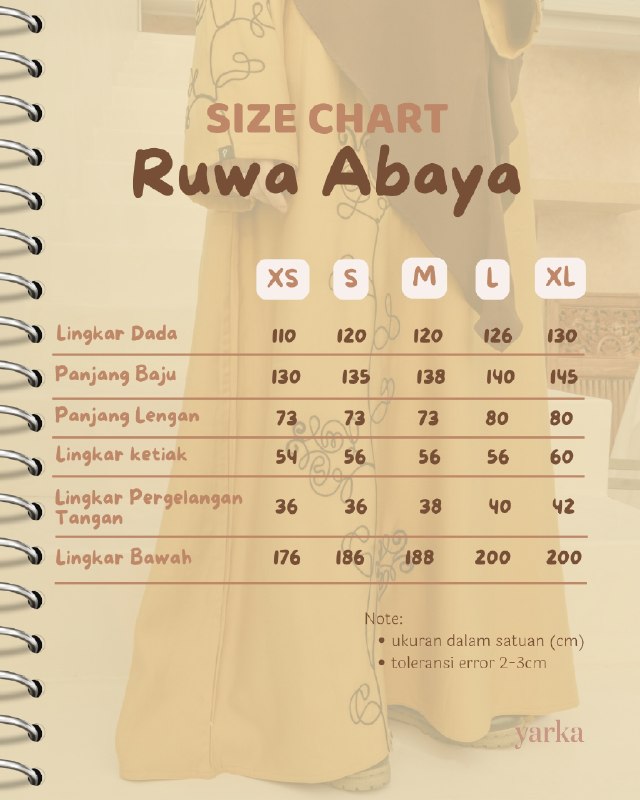 SIZE CHART
Ruwa Abaya
XS S M L XL
Lingkar Dada 110 120 120 126 130
Panjang Baju 130 135 138 140 145
Panjang Lengan 73 73 73 80 80
Lingkar ketiak 54 56 56 56 60
Lingkar Pergelangan
Tangan 36 36 38 40 42
Lingkar Bawah 176 186 188 200 200
Note:
• ukuran dalam satuan (cm)
• toleransi error 2-3cm
yarka